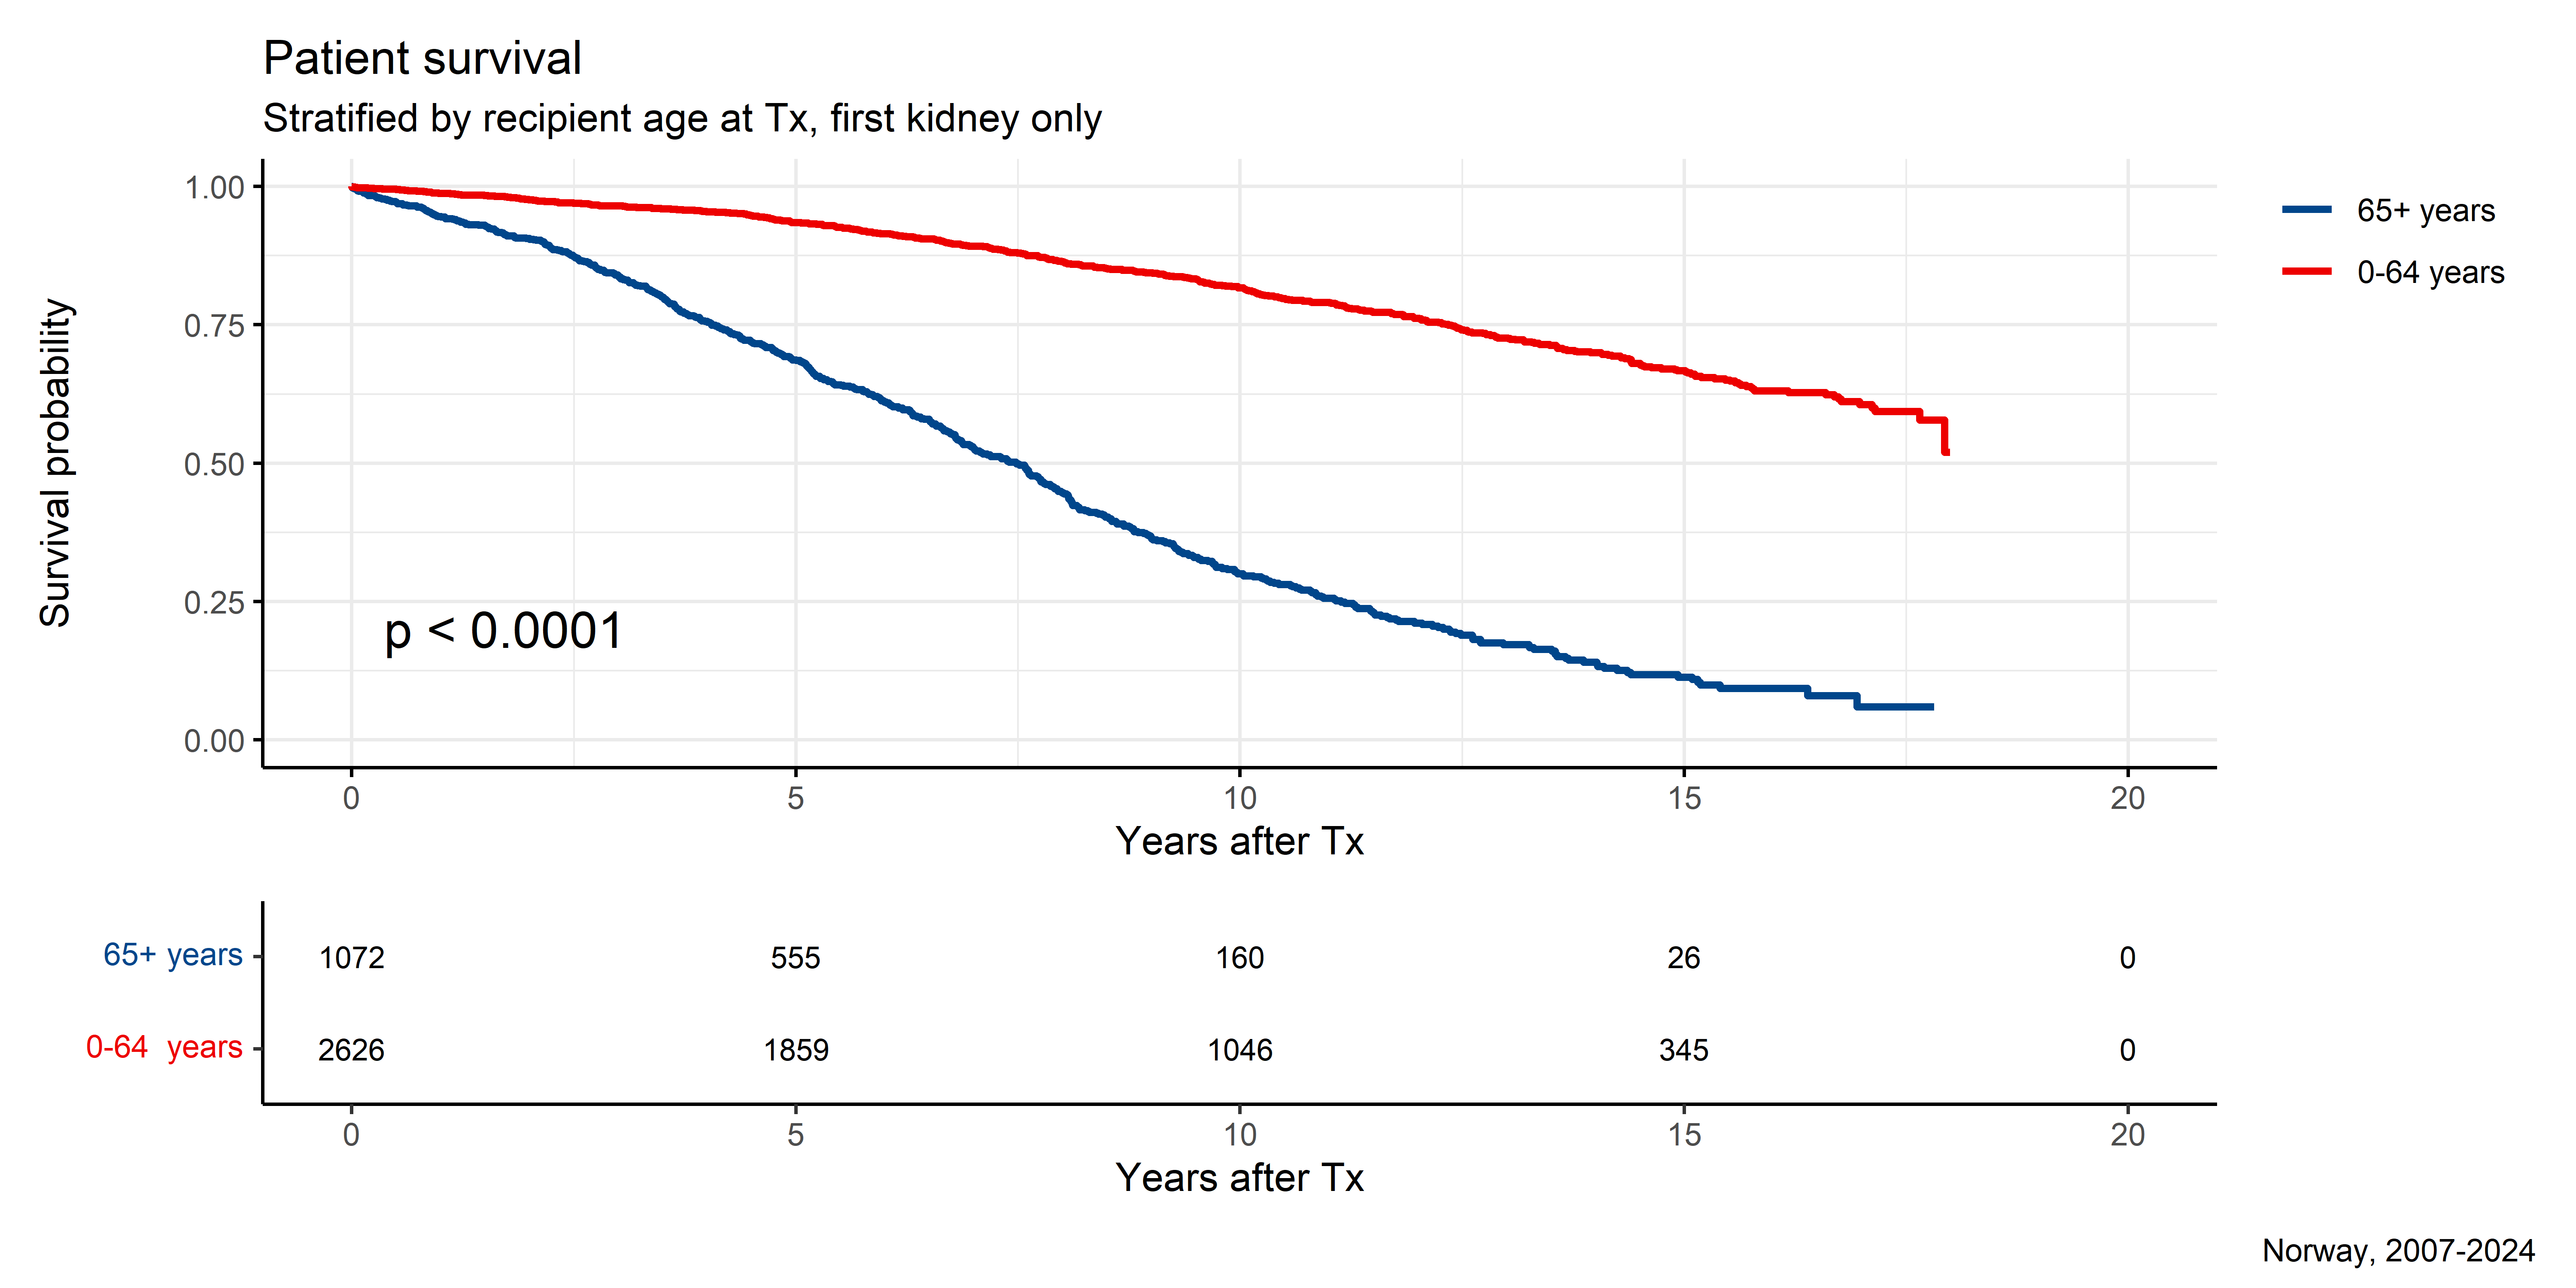 Patient survival
Stratified by recipient age at Tx, first kidney only
Survival probability
1.00
0.75
0.50
0.25
0.00
p < 0.0001
65+ years
0-64 years
0 5 10 15 20
Years after Tx
65+ years 1072 555 160 26 0
0-64  years 2626 1859 1046 345 0
0 5 10 15 20
Years after Tx
Norway, 2007-2024